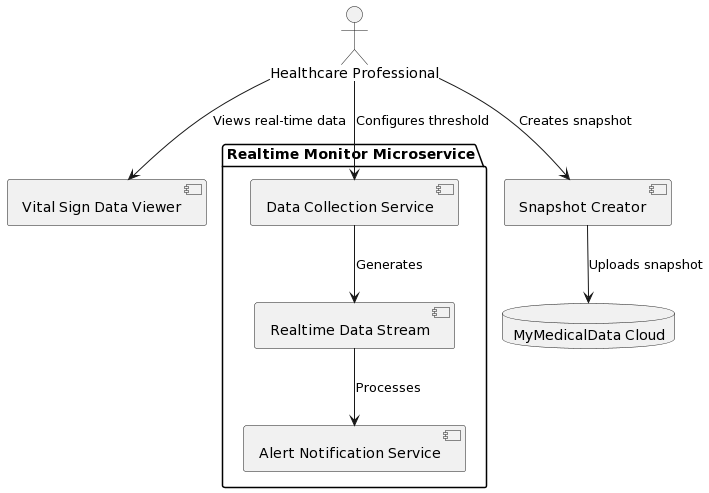 Healthcare Professional
Views real-time data
Configures threshold
Creates snapshot
Realtime Monitor Microservice
Vital Sign Data Viewer
Data Collection Service
Snapshot Creator
Generates
Uploads snapshot
Realtime Data Stream
MyMedicalData Cloud
Processes
Alert Notification Service